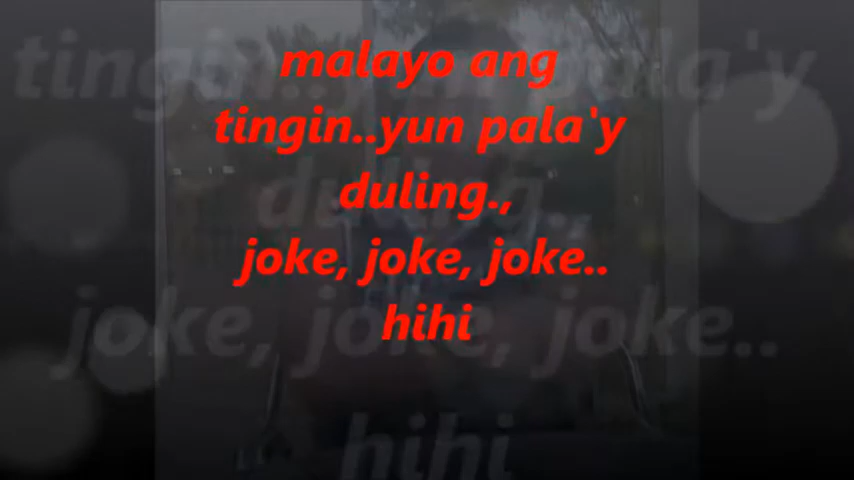 malayo ang
tingin..yun pala'y
duling.,
joke, joke, joke..
hihi